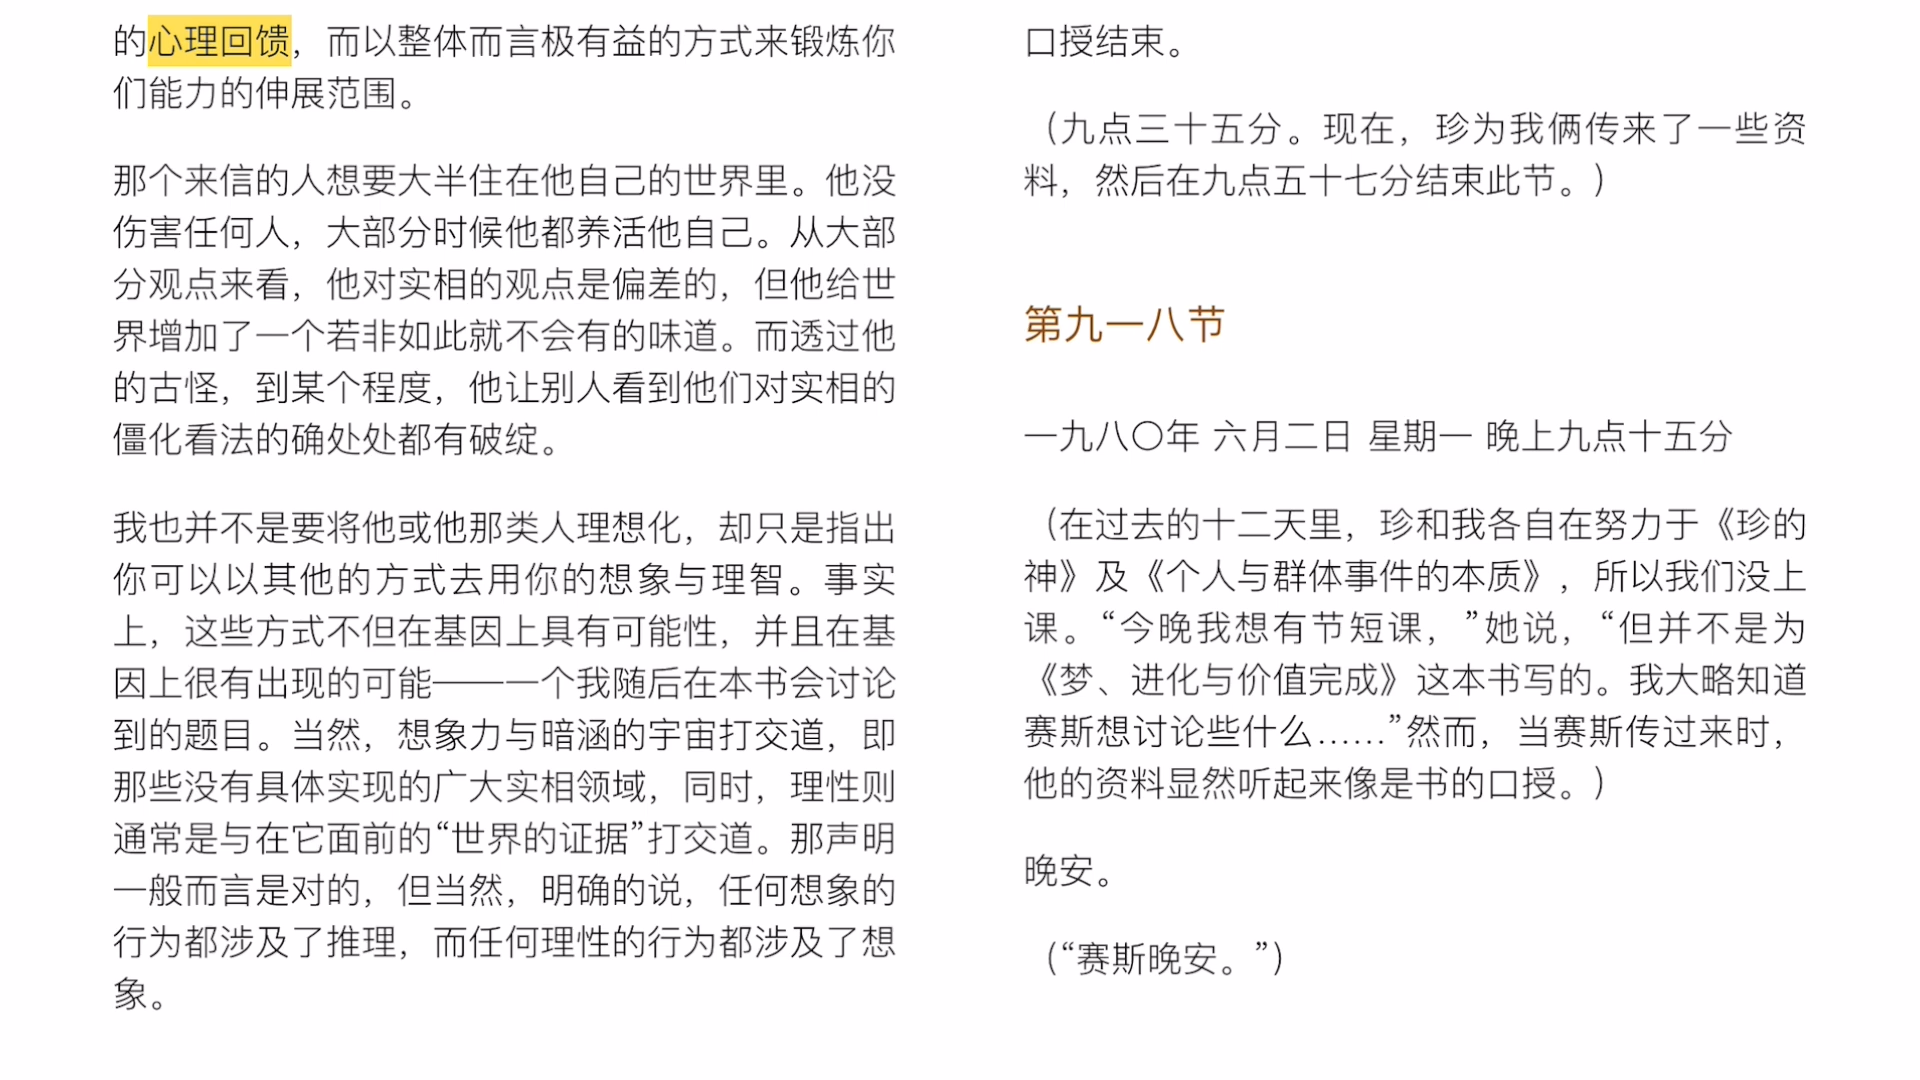 的心理回馈，而以整体而言极有益的方式来锻炼你
们能力的伸展范围。
那个来信的人想要大半住在他自己的世界里。他没
伤害任何人，大部分时候他都养活他自己。从大部
分观点来看，他对实相的观点是偏差的，但他给世
界增加了一个若非如此就不会有的味道。而透过他
的古怪，到某个程度，他让别人看到他们对实相的
僵化看法的确处处都有破绽。
我也并不是要将他或他那类人理想化，却只是指出
你可以以其他的方式去用你的想象与理智。事实
上，这些方式不但在基因上具有可能性，并且在基
因上很有出现的可能——一个我随后在本书会讨论
到的题目。当然，想象力与暗涵的宇宙打交道，即
那些没有具体实现的广大实相领域，同时，理性则
通常是与在它面前的“世界的证据”打交道。那声明
一般而言是对的，但当然，明确的说，任何想象的
行为都涉及了推理，而任何理性的行为都涉及了想
象。
口授结束。
（九点三十五分。现在，珍为我俩传来了一些资
料，然后在九点五十七分结束此节。）
第九一八节
一九八〇年 六月二日 星期一 晚上九点十五分
（在过去的十二天里，珍和我各自在努力于《珍的
神》及《个人与群体事件的本质》，所以我们没上
课。“今晚我想有节短课，”她说，“但并不是为
《梦、进化与价值完成》这本书写的。我大略知道
赛斯想讨论些什么……”然而，当赛斯传过来时，
他的资料显然听起来像是书的口授。）
晚安。
（“赛斯晚安。”）